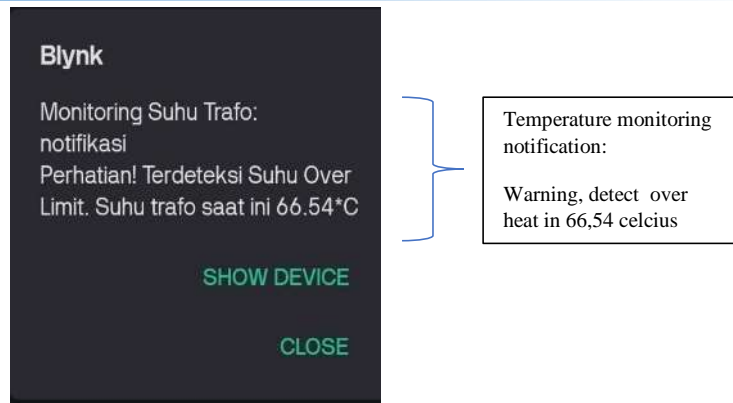 Blynk
Monitoring Suhu Trafo:
notifikasi
Perhatian! Terdeteksi Suhu Over
Limit. Suhu trafo saat ini 66.54*C
SHOW DEVICE
CLOSE
Temperature monitoring
notification:
Warning, detect over
heat in 66,54 celcius